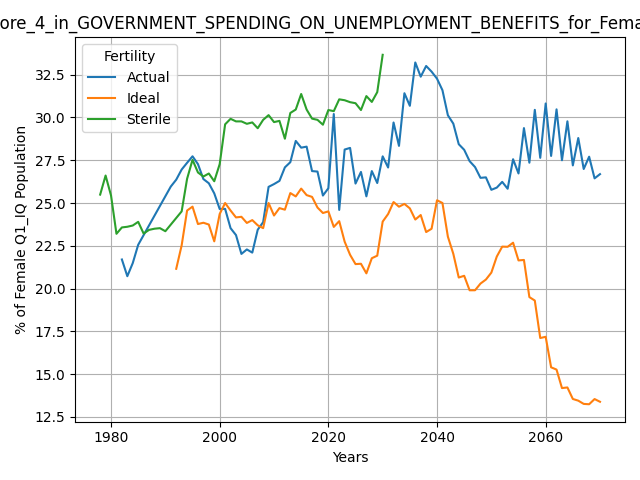 ore_4_in_GOVERNMENT_SPENDING_ON_UNEMPLOYMENT_BENEFITS_for_Fema
Fertility
Actual
Ideal
Sterile
% of Female Q1_IQ Population
32.5
30.0
27.5
25.0
22.5
20.0
17.5
15.0
12.5
1980 2000 2020 2040 2060
Years